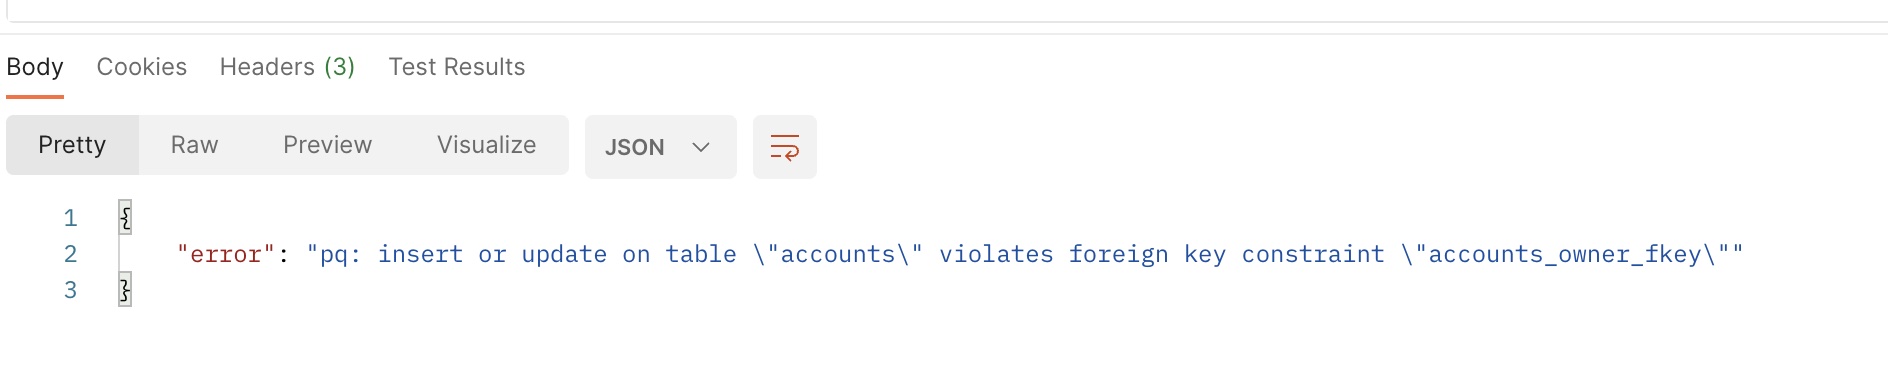 Body Cookies Headers (3) Test Results
Pretty Raw Preview Visualize JSON
1 {
2 "error": "pq: insert or update on table \"accounts\" violates foreign key constraint \"accounts_owner_fkey\""
3 }